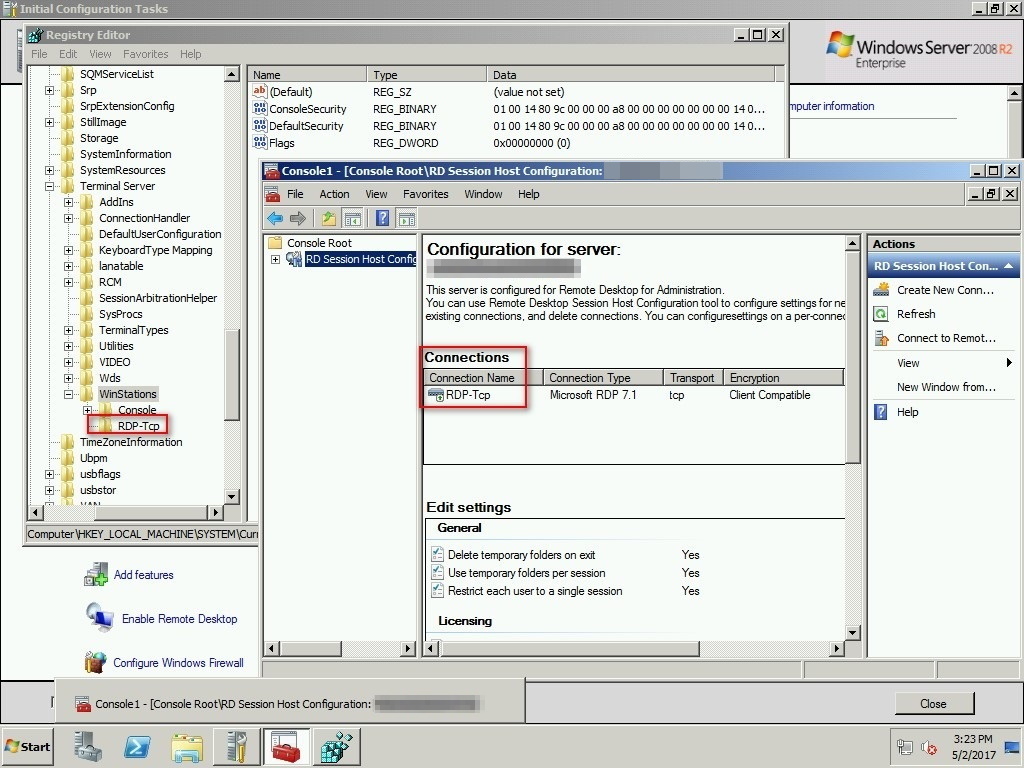 Initial Configuration Tasks
Registry Editor
File Edit View Favorites Help
Windows Server 2008 R2
Enterprise
SQMServiceList
Srp
SrpExtensionConfig
StillImage
Storage
SystemInformation
SystemResources
Terminal Server
AddIns
ConnectionHandler
DefaultUserConfiguration
KeyboardType Mapping
lanatable
RCM
SessionArbitrationHelper
SysProcs
TerminalTypes
Utilities
VIDEO
Wds
WinStations
Console
RDP-Tcp
TimeZoneInformation
Ubpm
usbflags
usbstor
VAN
Computer\HKEY_LOCAL_MACHINE\SYSTEM\Curr
Name Type Data
(Default) REG_SZ (value not set)
ConsoleSecurity REG_BINARY 01 00 14 80 9c 00 00 00 a8 00 00 00 00 00 00 00 14 0...
DefaultSecurity REG_BINARY 01 00 14 80 9c 00 00 00 a8 00 00 00 00 00 00 00 14 0...
Flags REG_DWORD 0x00000000 (0)
mputer information
Console1 - [Console Root\RD Session Host Configuration:
File Action View Favorites Window Help
Console Root
RD Session Host Config
Configuration for server:
This server is configured for Remote Desktop for Administration.
You can use Remote Desktop Session Host Configuration tool to configure settings for ne
existing connections, and delete connections. You can configuresettings on a per-connec
Connections
Connection Name Connection Type Transport Encryption
RDP-Tcp Microsoft RDP 7.1 tcp Client Compatible
Edit settings
General
Delete temporary folders on exit Yes
Use temporary folders per session Yes
Restrict each user to a single session Yes
Licensing
Actions
RD Session Host Con...
Create New Conn...
Refresh
Connect to Remot...
View
New Window from...
Help
Add features
Enable Remote Desktop
Configure Windows Firewall
Console1 - [Console Root\RD Session Host Configuration:
Close
Start
3:23 PM
5/2/2017